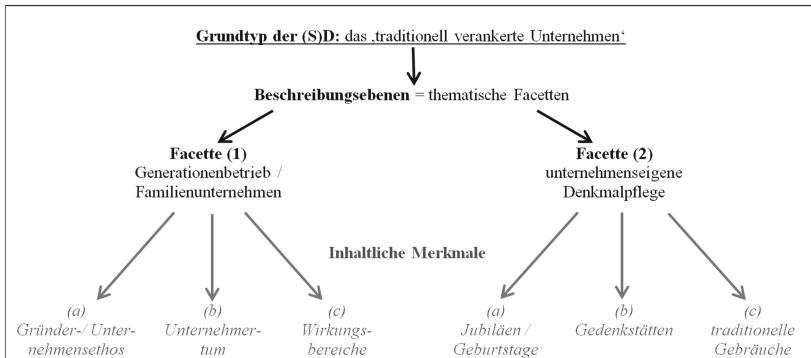 Grundtyp der (S)D: das ‚traditionell verankerte Unternehmen‘
Beschreibungsebenen = thematische Facetten
Facette (1)
Generationenbetrieb /
Familienunternehmen
Facette (2)
unternehmenseigene
Denkmalpflege
Inhaltliche Merkmale
(a)
Gründer-/ Unter-
nehmensethos
(b)
Unternehmer-
tum
(c)
Wirkungs-
bereiche
(a)
Jubiläen /
Geburtstage
(b)
Gedenkstätten
(c)
traditionelle
Gebräuche